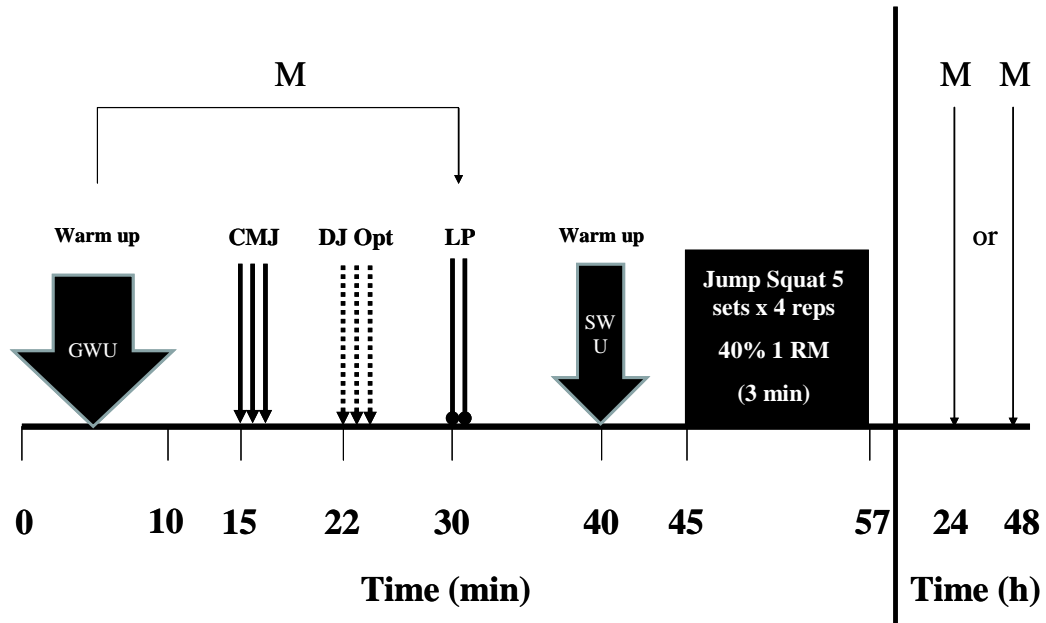 M
M M
Warm up CMJ DJ Opt LP Warm up or
GWU
SW
U
Jump Squat 5
sets x 4 reps
40% 1 RM
(3 min)
0 10 15 22 30 40 45 57 24 48
Time (min) Time (h)